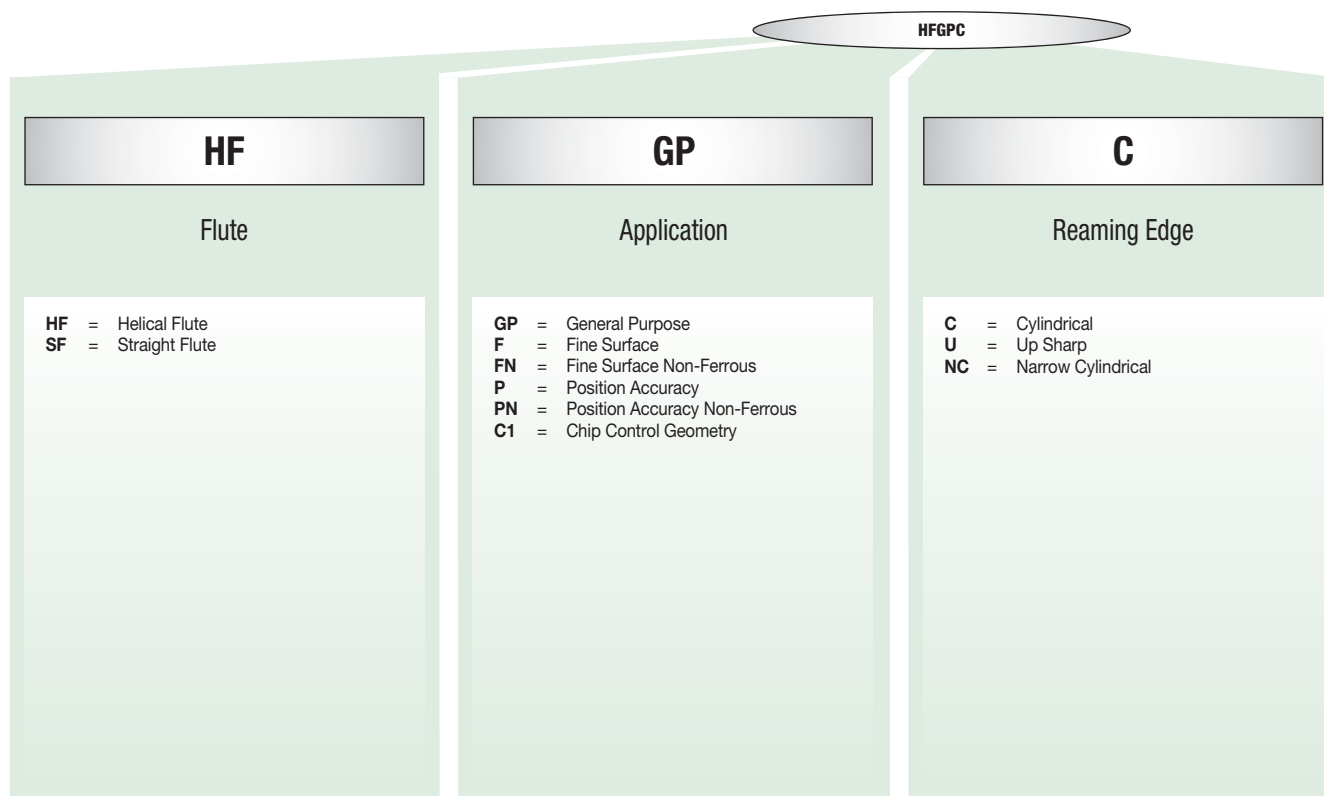 HFGPC
HF
Flute
HF = Helical Flute
SF = Straight Flute
GP
Application
GP = General Purpose
F = Fine Surface
FN = Fine Surface Non-Ferrous
P = Position Accuracy
PN = Position Accuracy Non-Ferrous
C1 = Chip Control Geometry
C
Reaming Edge
C = Cylindrical
U = Up Sharp
NC = Narrow Cylindrical